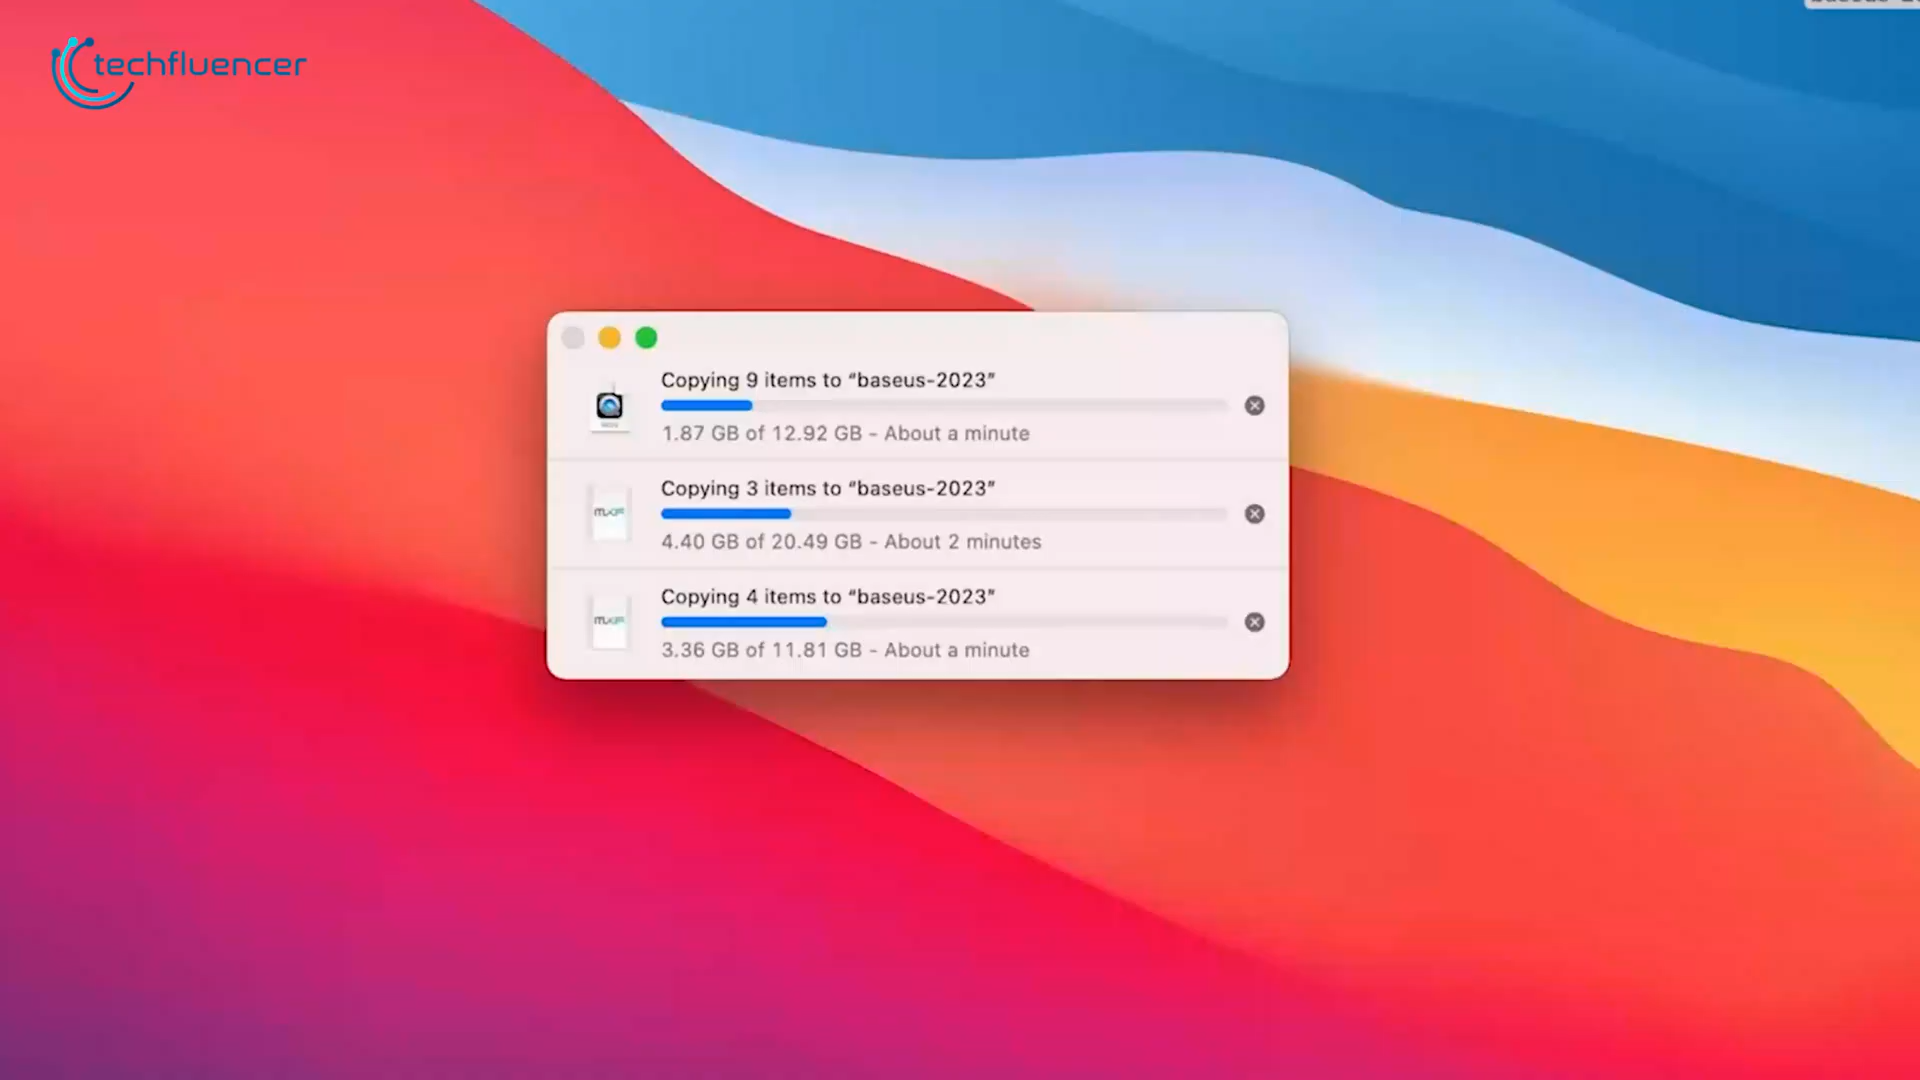 techfluencer
Copying 9 items to “baseus-2023”
1.87 GB of 12.92 GB – About a minute
Copying 3 items to “baseus-2023”
4.40 GB of 20.49 GB – About 2 minutes
Copying 4 items to “baseus-2023”
3.36 GB of 11.81 GB – About a minute